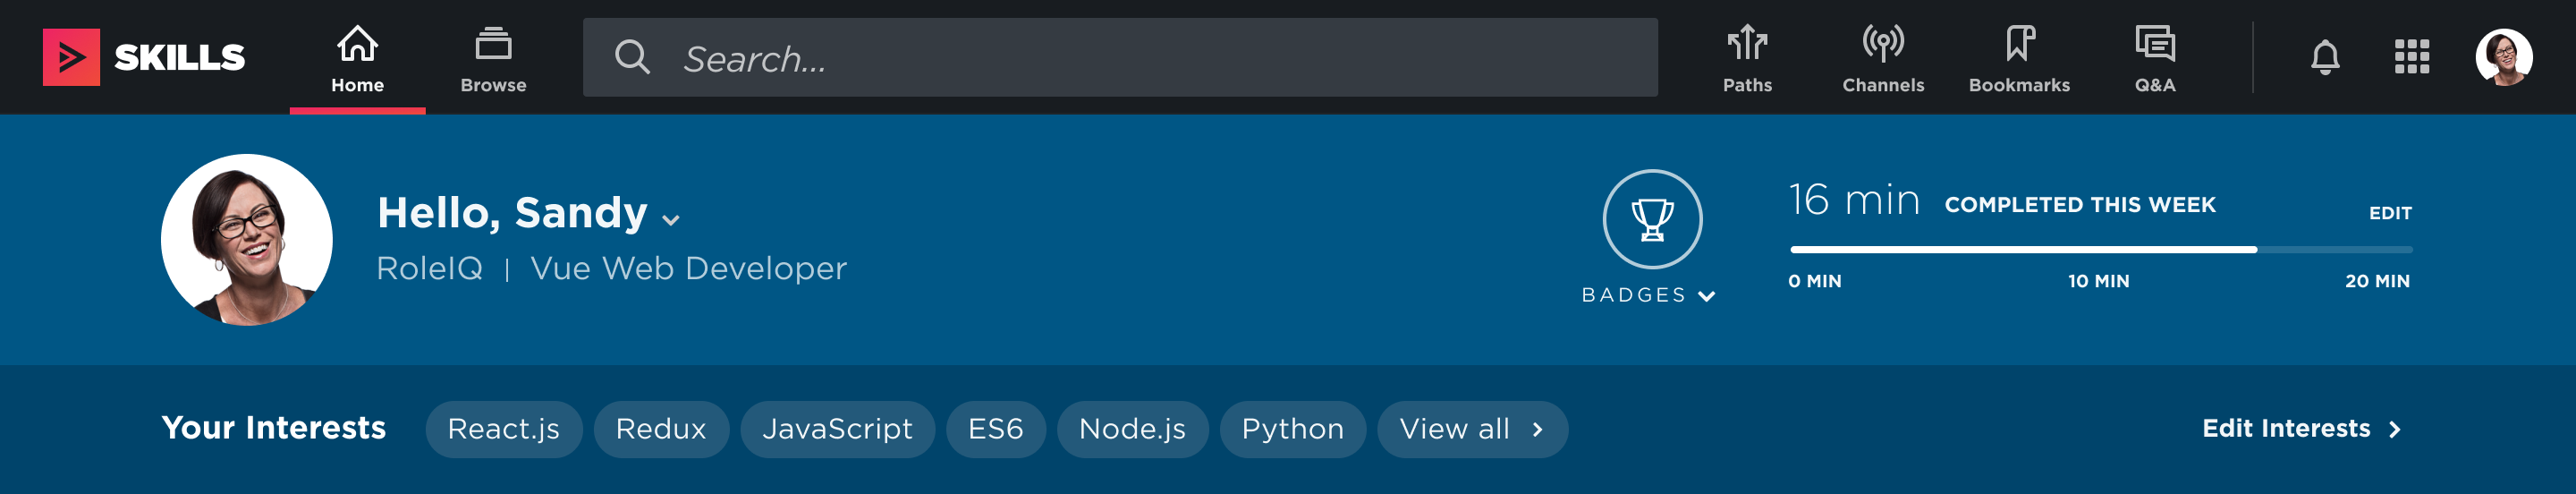 SKILLS
Home
Browse
Search...
Paths
Channels
Bookmarks
Q&A
Hello, Sandy
RoleIQ | Vue Web Developer
BADGES
16 min COMPLETED THIS WEEK
EDIT
0 MIN
10 MIN
20 MIN
Your Interests
React.js
Redux
JavaScript
ES6
Node.js
Python
View all
Edit Interests